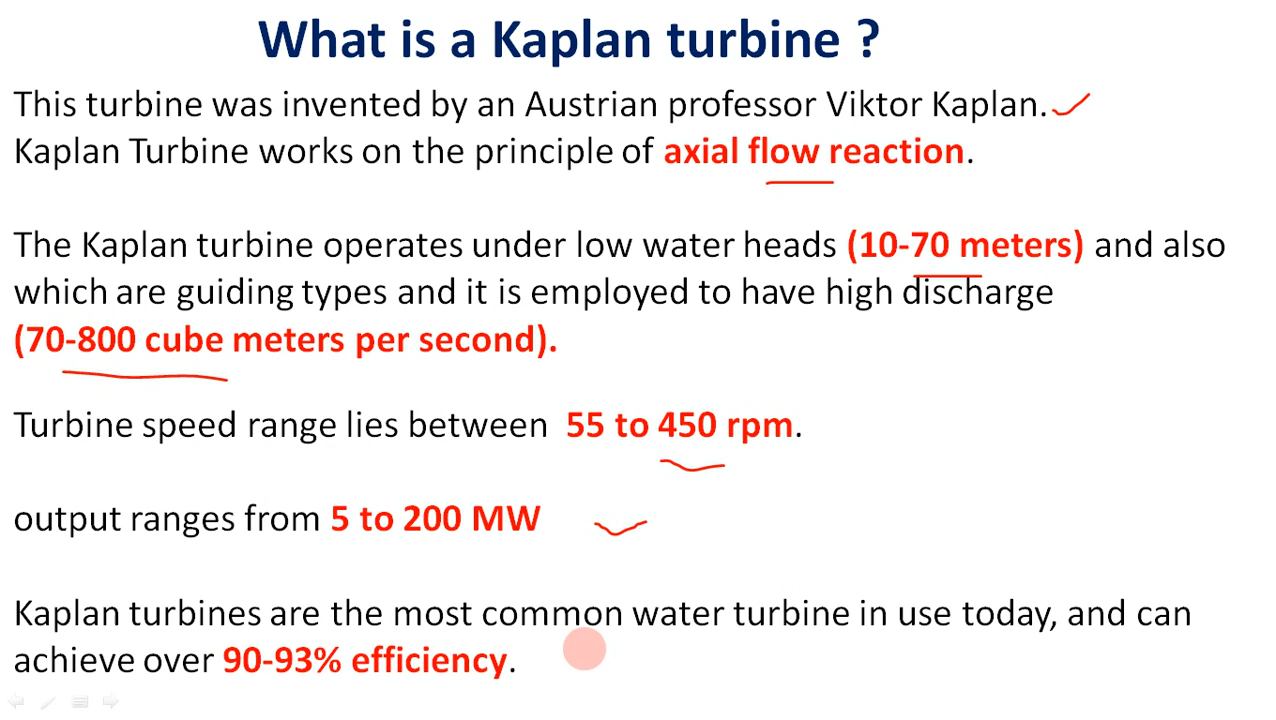 What is a Kaplan turbine ?
This turbine was invented by an Austrian professor Viktor Kaplan.
Kaplan Turbine works on the principle of axial flow reaction.
The Kaplan turbine operates under low water heads (10-70 meters) and also
which are guiding types and it is employed to have high discharge
(70-800 cube meters per second).
Turbine speed range lies between 55 to 450 rpm.
output ranges from 5 to 200 MW
Kaplan turbines are the most common water turbine in use today, and can
achieve over 90-93% efficiency.